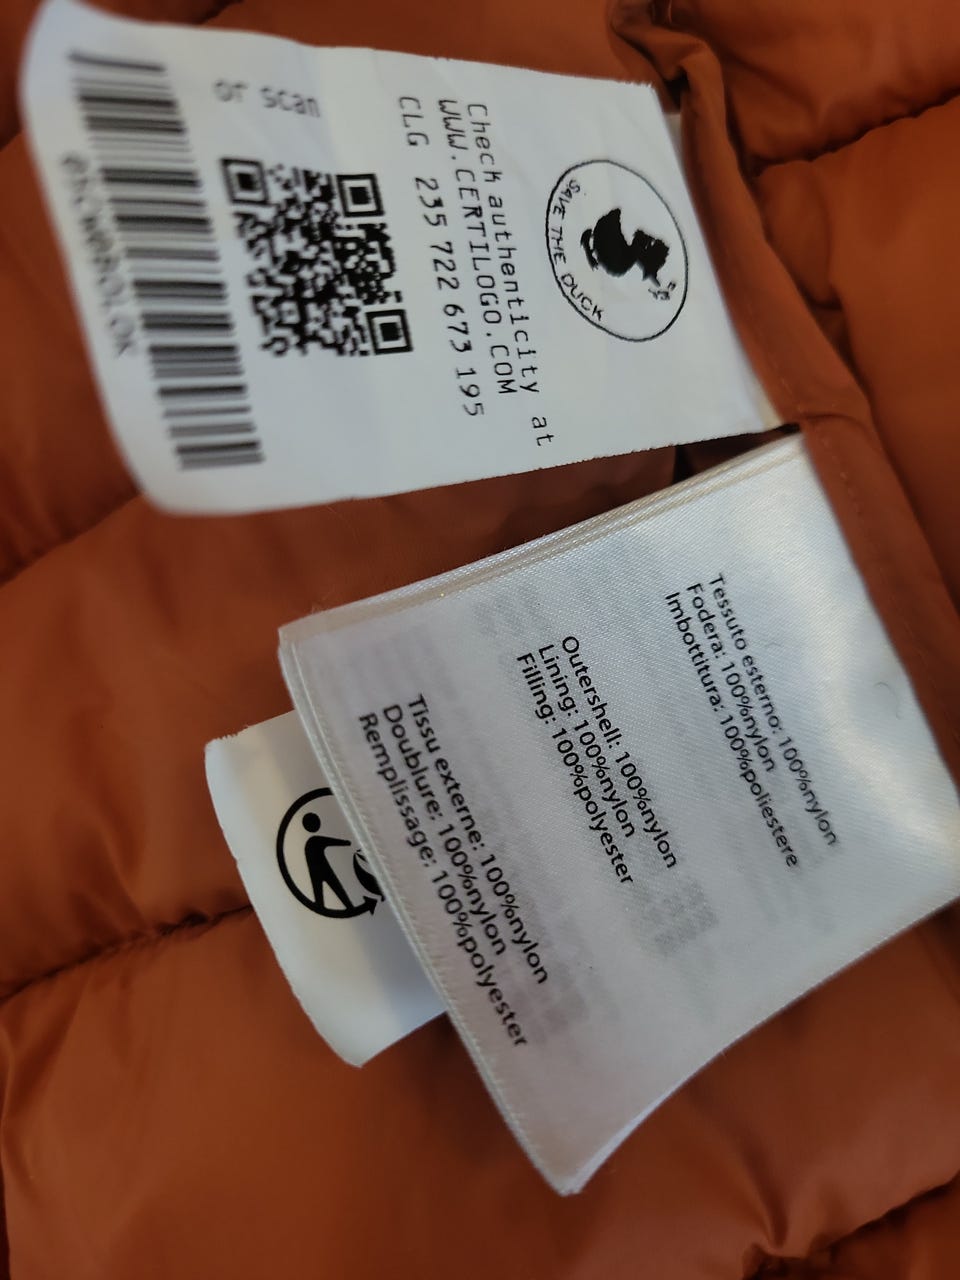 SAVE THE DUCK
Check authenticity at
WWW.CERTILOGO.COM
CLG 235 722 673 195
or scan
Tessuto esterno: 100%nylon
Fodera: 100%nylon
Imbottitura: 100%poliestere
Outershell: 100%nylon
Lining: 100%nylon
Filling: 100%polyester
Tissu externe: 100%nylon
Doublure: 100%nylon
Remplissage: 100%polyester